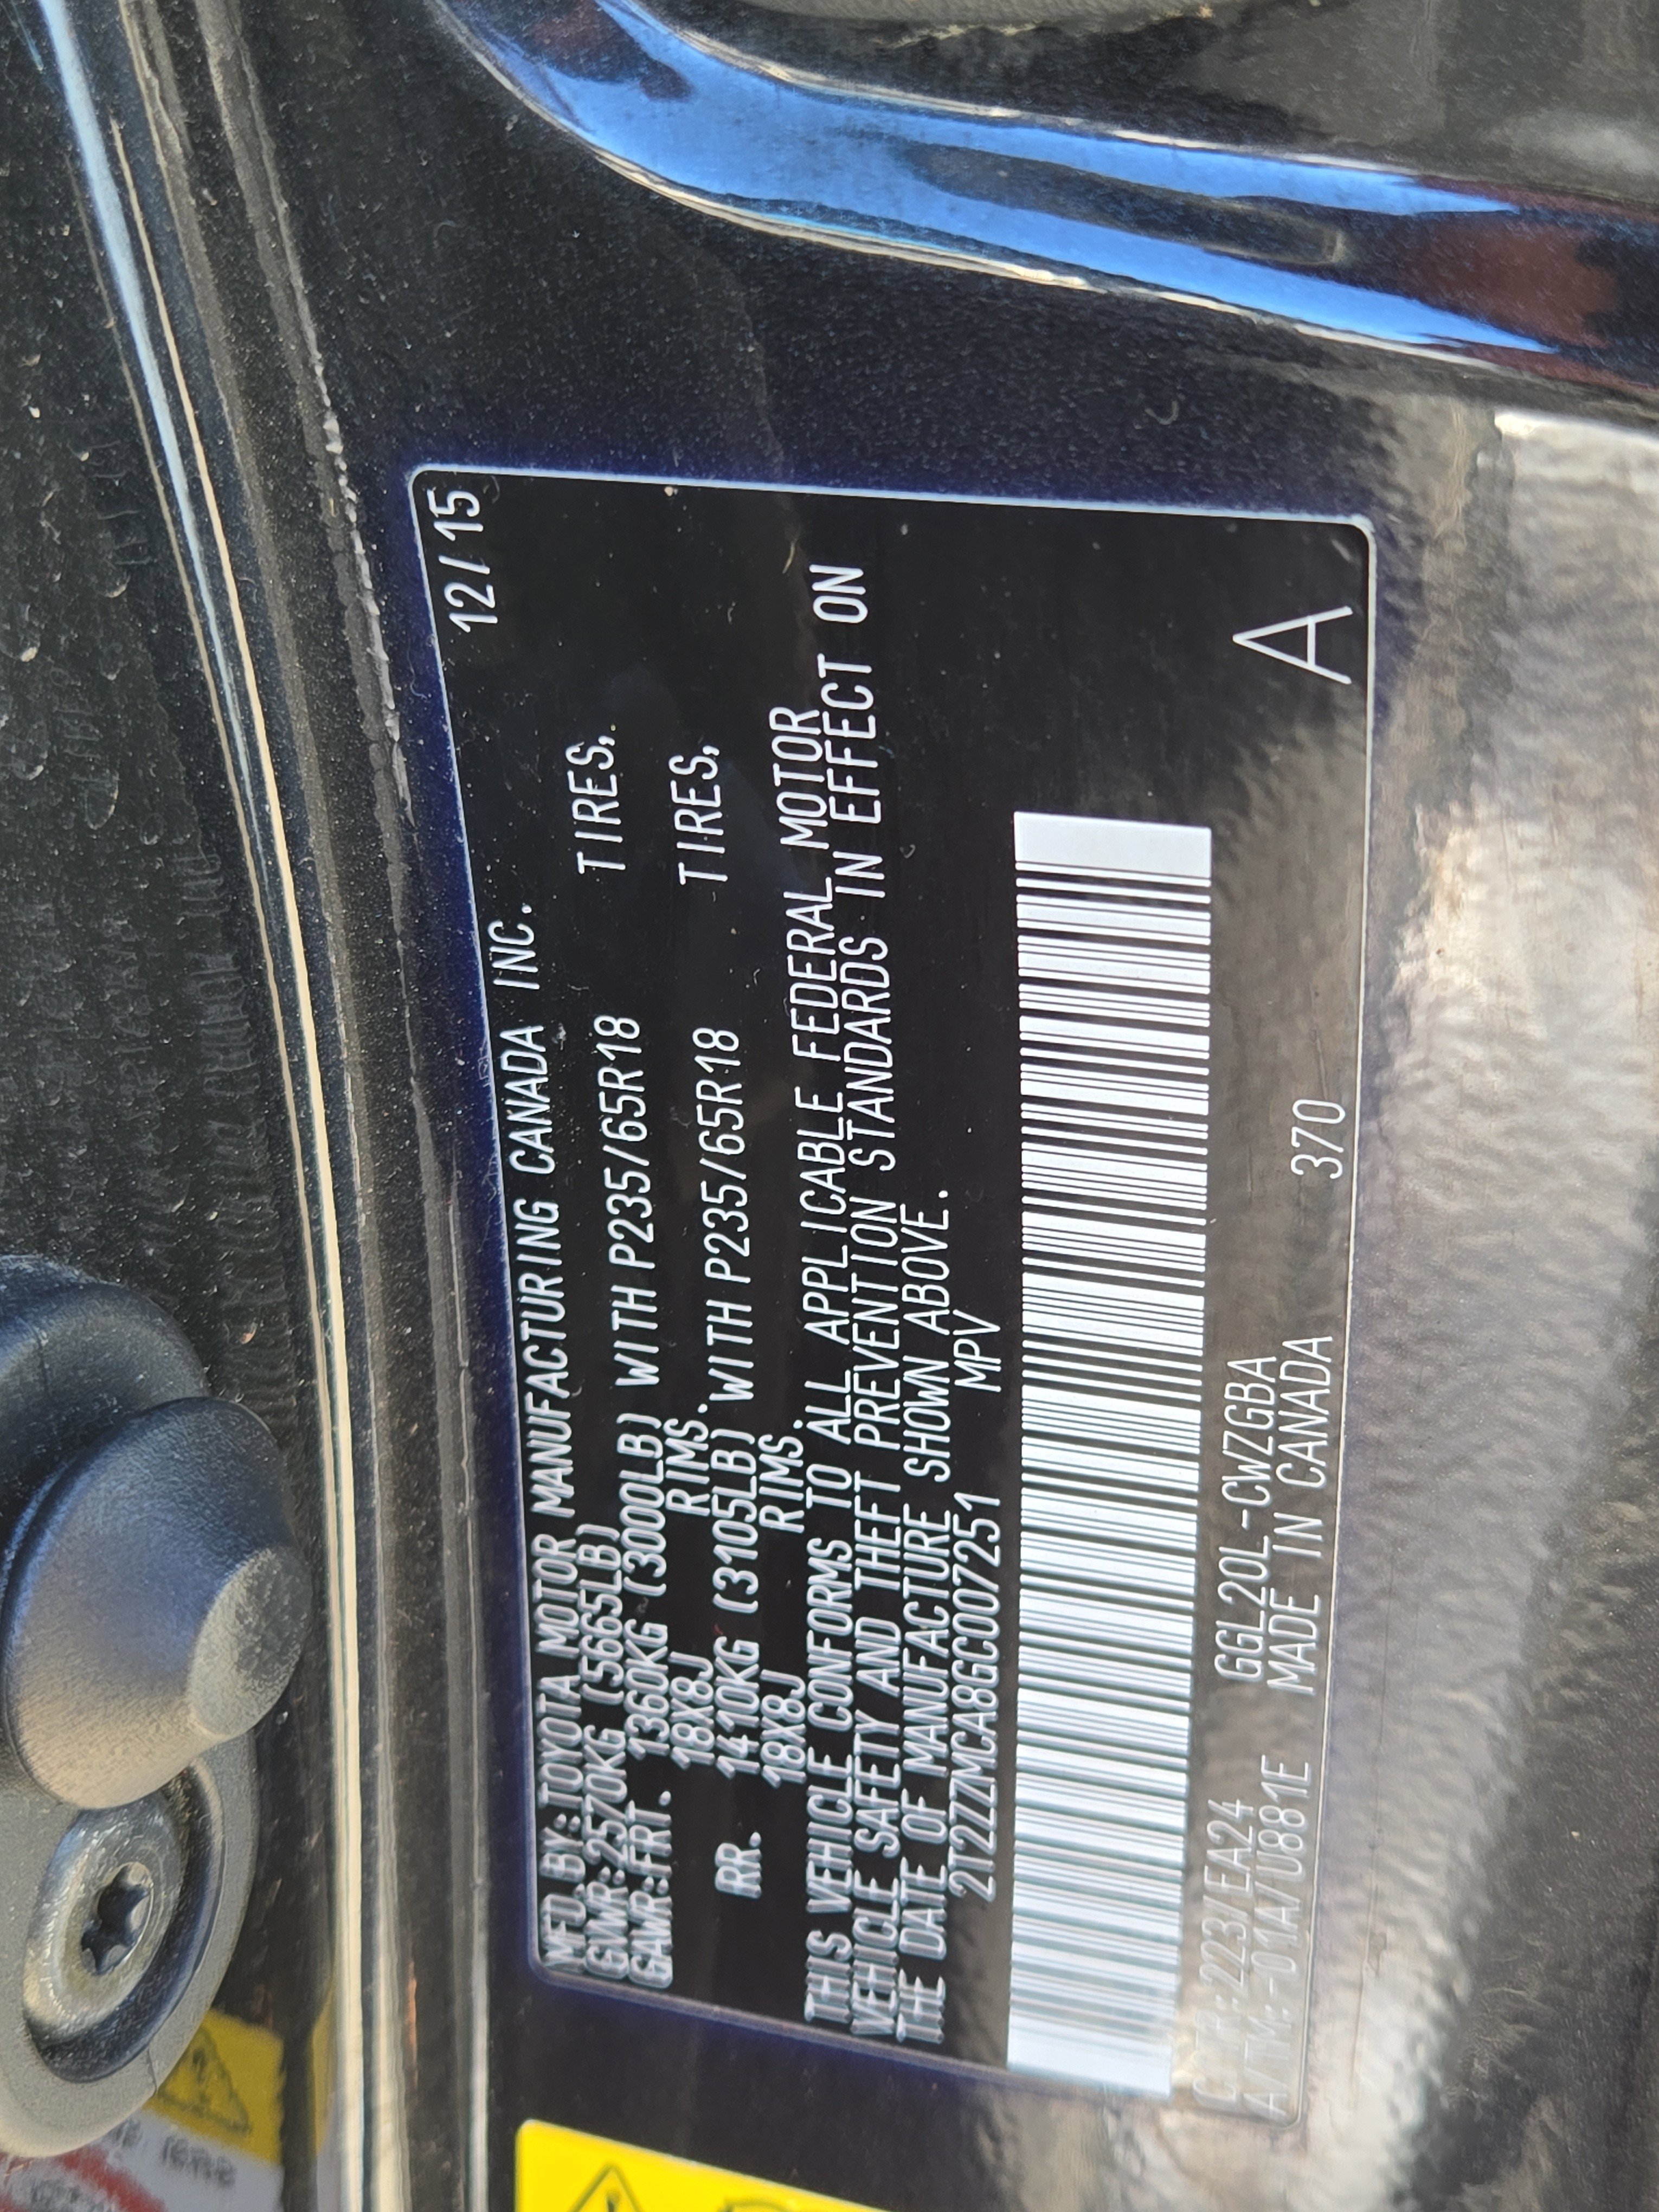 12/15
MFD.BY:TOYOTA MOTOR MANUFACTURING CANADA INC.
GVWR:2570KG (5665LB)
GAWR:FRT. 1360KG (3000LB) WITH P235/65R18 TIRES,
18X8J RIMS.
RR. 1410KG (3105LB) WITH P235/65R18 TIRES,
18X8J RIMS.
THIS VEHICLE CONFORMS TO ALL APPLICABLE FEDERAL MOTOR
VEHICLE SAFETY AND THEFT PREVENTION STANDARDS IN EFFECT ON
THE DATE OF MANUFACTURE SHOWN ABOVE.
2T2ZZMCA8GC007251 MPV
C/TR:223/EA24 GGL20L-CWZGBA
A/TM:-01A/U881E MADE IN CANADA 370
A